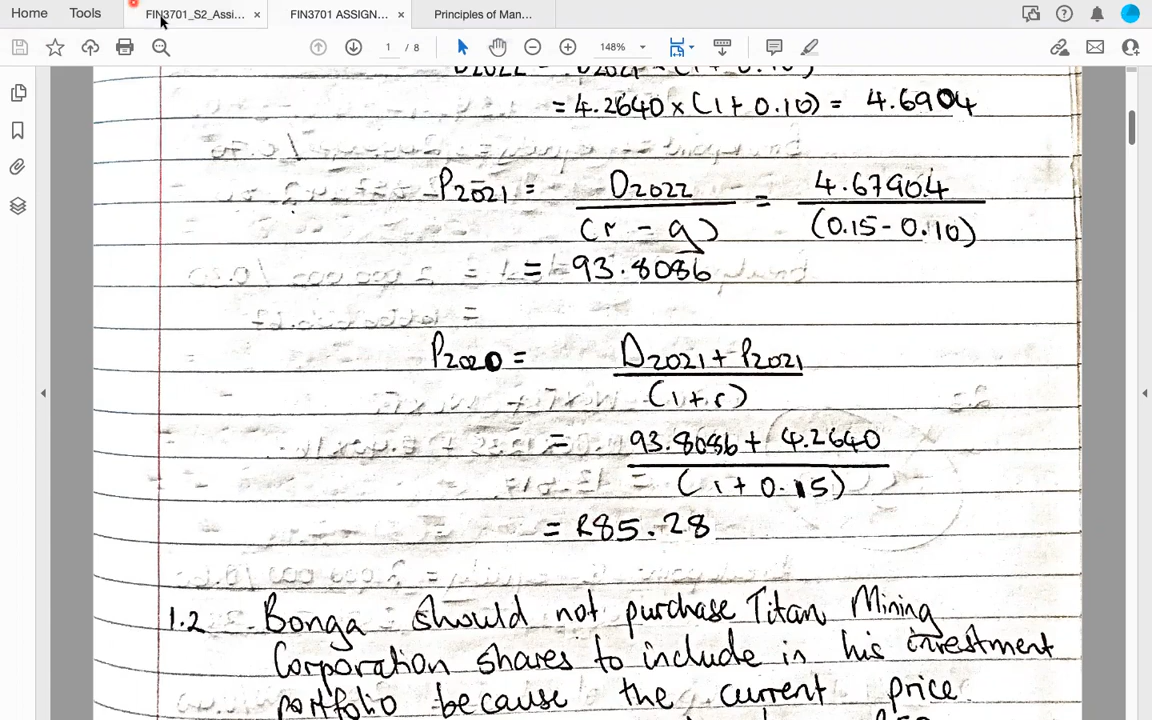 Home Tools FIN3701_S2_Assi... × FIN3701 ASSIGN... × Principles of Man...
1 / 8 148%
= 4.2640 x (1 + 0.10) = 4.6904
P2021 = D2022 / (r - g) = 4.67904 / (0.15 - 0.10)
= 93.8086
P2020 = D2021 + P2021 / (1 + r)
= 93.8086 + 4.2640 / (1 + 0.15)
= R85.28
1.2 Bonga should not purchase Titan Mining
Corporation shares to include in his investment
portfolio because the current price